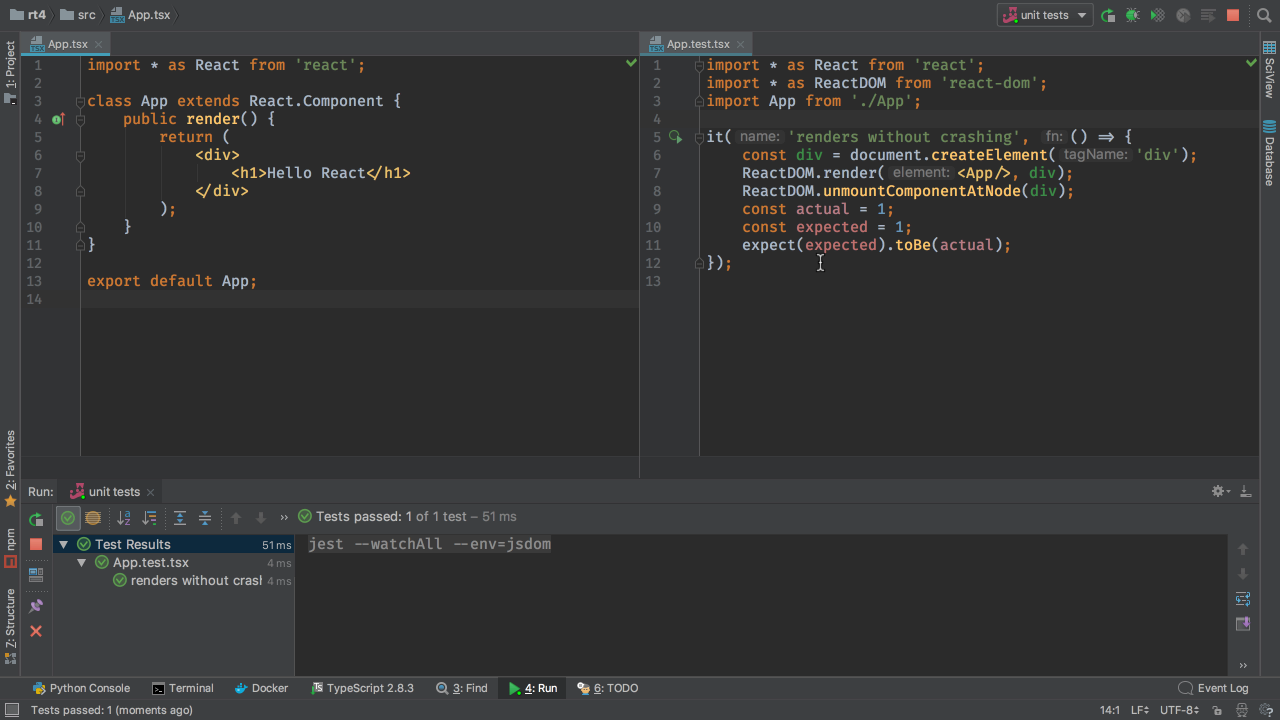 rt4 src App.tsx unit tests
App.tsx
App.test.tsx
1: Project
2: Favorites
npm
Z: Structure
SciView
Database
1 import * as React from 'react';
2
3 class App extends React.Component {
4 public render() {
5 return (
6 <div>
7 <h1>Hello React</h1>
8 </div>
9 );
10 }
11 }
12
13 export default App;
14
1 import * as React from 'react';
2 import * as ReactDOM from 'react-dom';
3 import App from './App';
4
5 it( name: 'renders without crashing', fn: () => {
6 const div = document.createElement( tagName: 'div');
7 ReactDOM.render( element: <App/>, div);
8 ReactDOM.unmountComponentAtNode(div);
9 const actual = 1;
10 const expected = 1;
11 expect(expected).toBe(actual);
12 });
13
Run: unit tests
Tests passed: 1 of 1 test – 51 ms
Test Results 51 ms
App.test.tsx 4 ms
renders without crash 4 ms
jest --watchAll --env=jsdom
Python Console Terminal Docker TypeScript 2.8.3 3: Find 4: Run 6: TODO Event Log
Tests passed: 1 (moments ago) 14:1 LF UTF-8